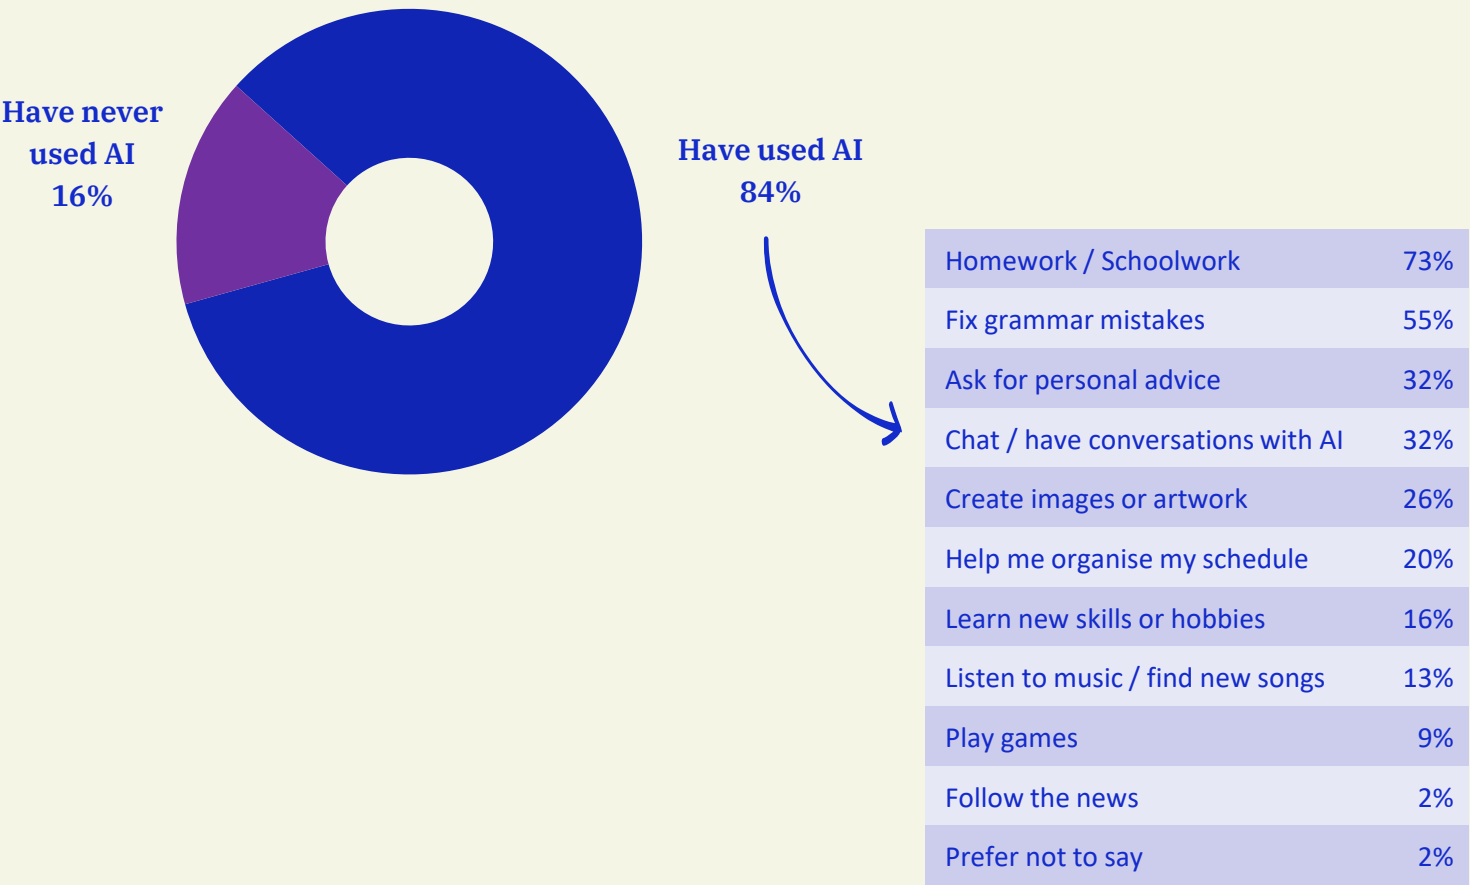 Have never
used AI
16%
Have used AI
84%
Homework / Schoolwork 73%
Fix grammar mistakes 55%
Ask for personal advice 32%
Chat / have conversations with AI 32%
Create images or artwork 26%
Help me organise my schedule 20%
Learn new skills or hobbies 16%
Listen to music / find new songs 13%
Play games 9%
Follow the news 2%
Prefer not to say 2%